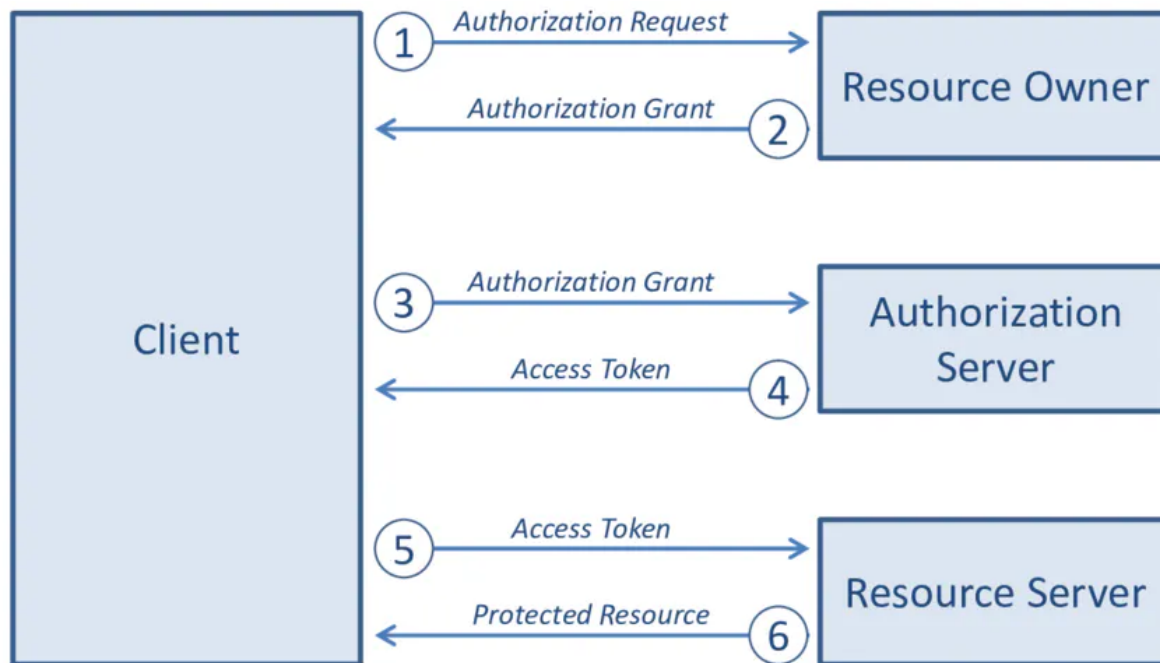 Authorization Request
1
Resource Owner
Authorization Grant
2
Authorization Grant
3
Authorization
Server
Client
Access Token
4
Access Token
5
Resource Server
Protected Resource
6